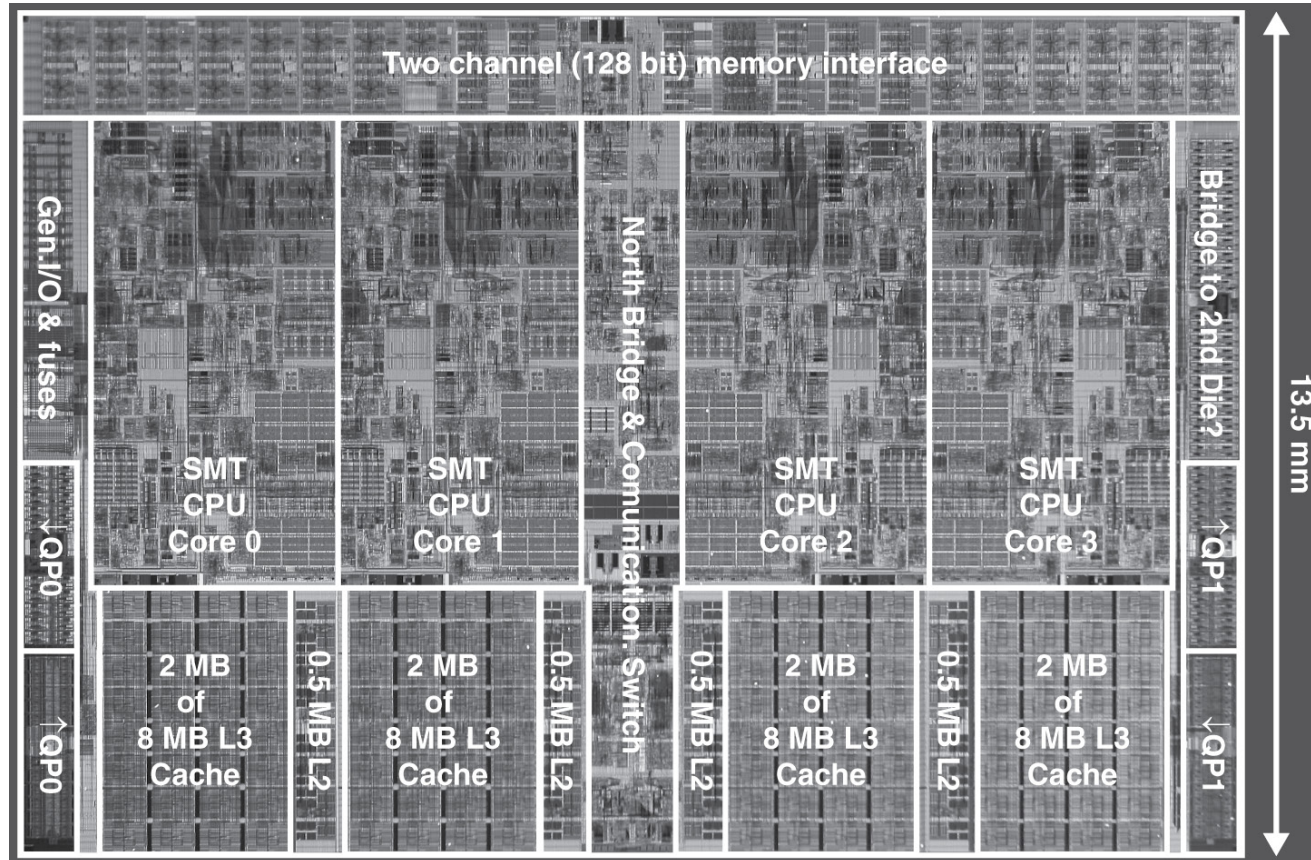 Two channel (128 bit) memory interface
Gen.I/O & fuses
SMT
CPU
Core 0
SMT
CPU
Core 1
North Bridge & Communication. Switch
SMT
CPU
Core 2
SMT
CPU
Core 3
Bridge to 2nd Die?
13.5 mm
↓QP0
↑QP1
↑QP0
2 MB
of
8 MB L3
Cache
0.5 MB L2
2 MB
of
8 MB L3
Cache
0.5 MB L2
0.5 MB L2
2 MB
of
8 MB L3
Cache
0.5 MB L2
2 MB
of
8 MB L3
Cache
↓QP1